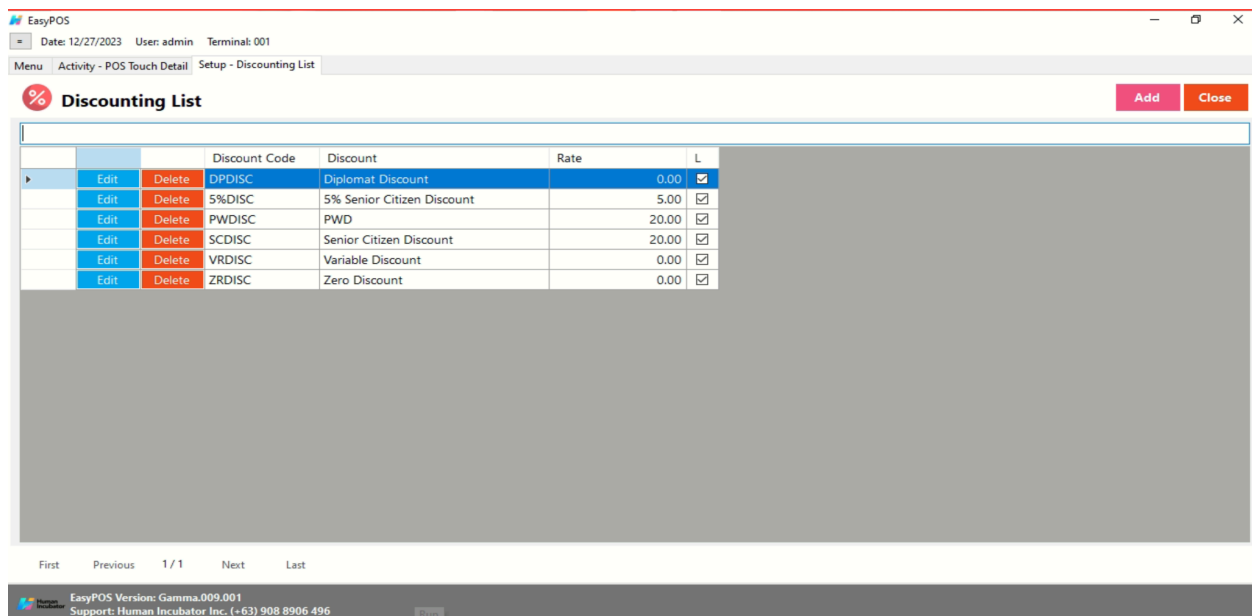 EasyPOS
= Date: 12/27/2023 User: admin Terminal: 001
Menu Activity - POS Touch Detail Setup - Discounting List
% Discounting List Add Close
Discount Code Discount Rate L
Edit Delete DPDISC Diplomat Discount 0.00
Edit Delete 5%DISC 5% Senior Citizen Discount 5.00
Edit Delete PWDISC PWD 20.00
Edit Delete SCDISC Senior Citizen Discount 20.00
Edit Delete VRDISC Variable Discount 0.00
Edit Delete ZRDISC Zero Discount 0.00
First Previous 1 / 1 Next Last
EasyPOS Version: Gamma.009.001
Human Incubator Support: Human Incubator Inc. (+63) 908 8906 496 Run